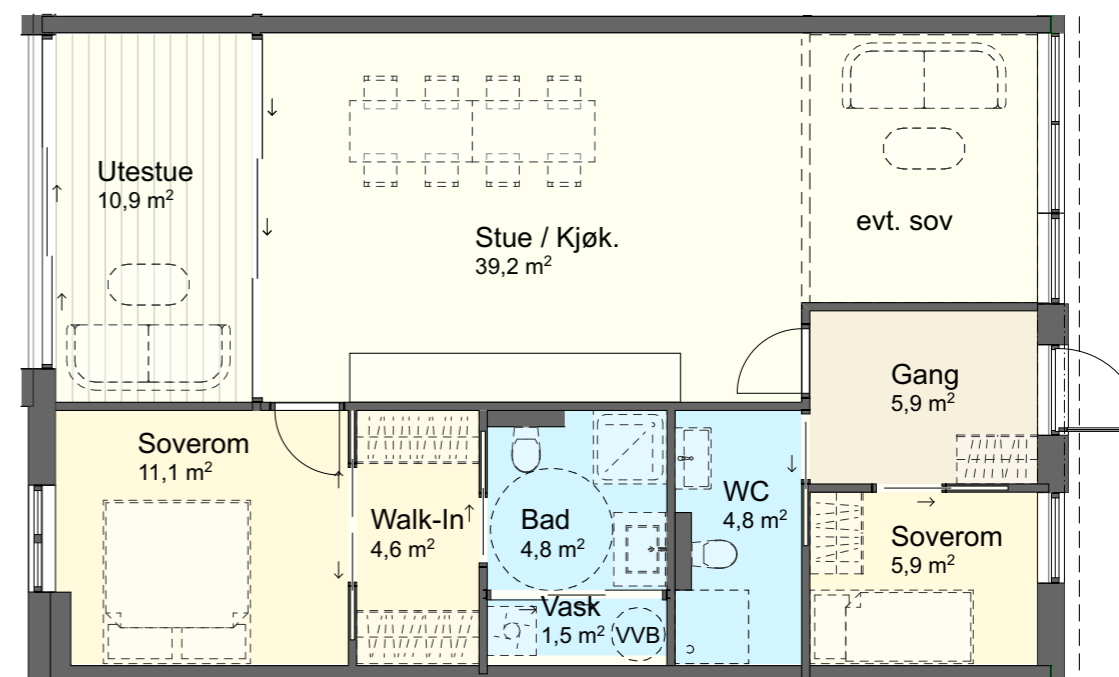 Utestue
10,9 m²
Stue / Kjøk.
39,2 m²
evt. sov
Gang
5,9 m²
Soverom
11,1 m²
Walk-In
4,6 m²
Bad
4,8 m²
WC
4,8 m²
Soverom
5,9 m²
Vask
1,5 m²
VVB